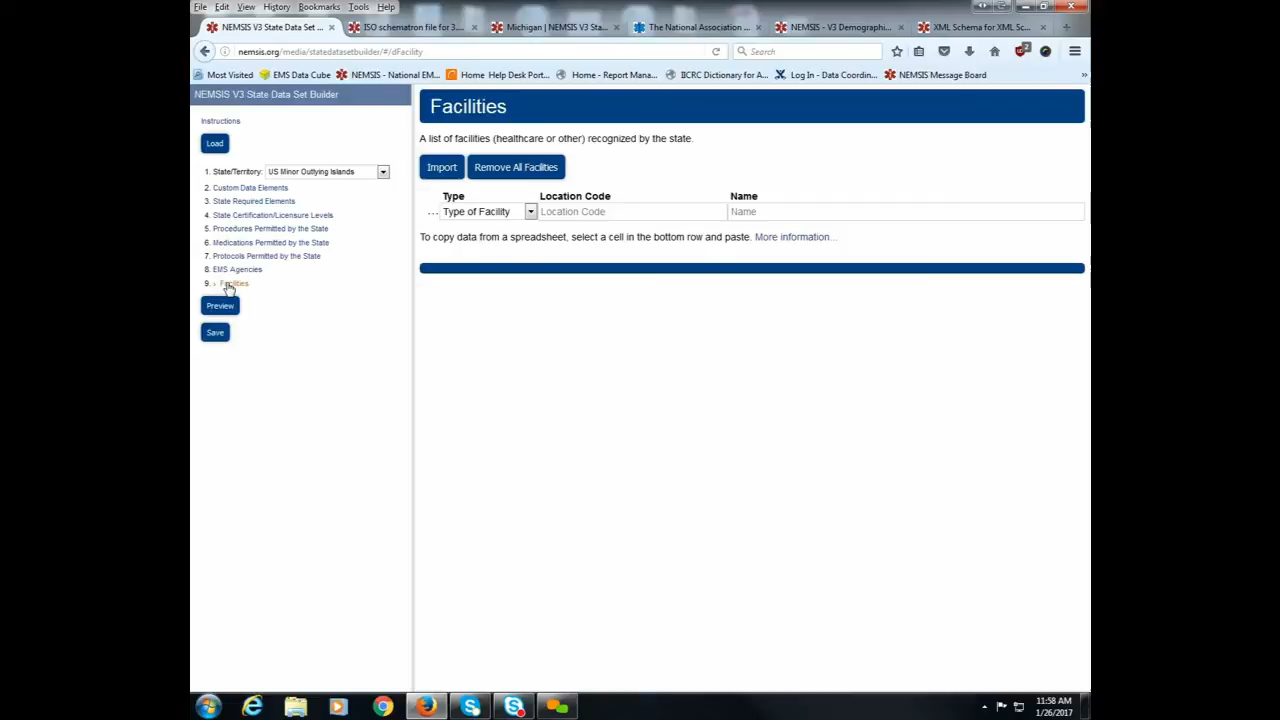 File Edit View History Bookmarks Tools Help
NEMSIS V3 State Data Set ... ISO schematron file for 3.... Michigan | NEMSIS V3 Sta... The National Association ... NEMSIS - V3 Demographi... XML Schema for XML Sc...
nemsis.org/media/statedatasetbuilder/#/dFacility Search 2
Most Visited EMS Data Cube NEMSIS - National EM... Home Help Desk Port... Home - Report Mana... IICRC Dictionary for A... Log In - Data Coordin... NEMSIS Message Board »
NEMSIS V3 State Data Set Builder
Instructions
Load
1. State/Territory: US Minor Outlying Islands
2. Custom Data Elements
3. State Required Elements
4. State Certification/Licensure Levels
5. Procedures Permitted by the State
6. Medications Permitted by the State
7. Protocols Permitted by the State
8. EMS Agencies
9. › Facilities
Preview
Save
Facilities
A list of facilities (healthcare or other) recognized by the state.
Import Remove All Facilities
Type Location Code Name
... Type of Facility Location Code Name
To copy data from a spreadsheet, select a cell in the bottom row and paste. More information...
11:58 AM
1/26/2017